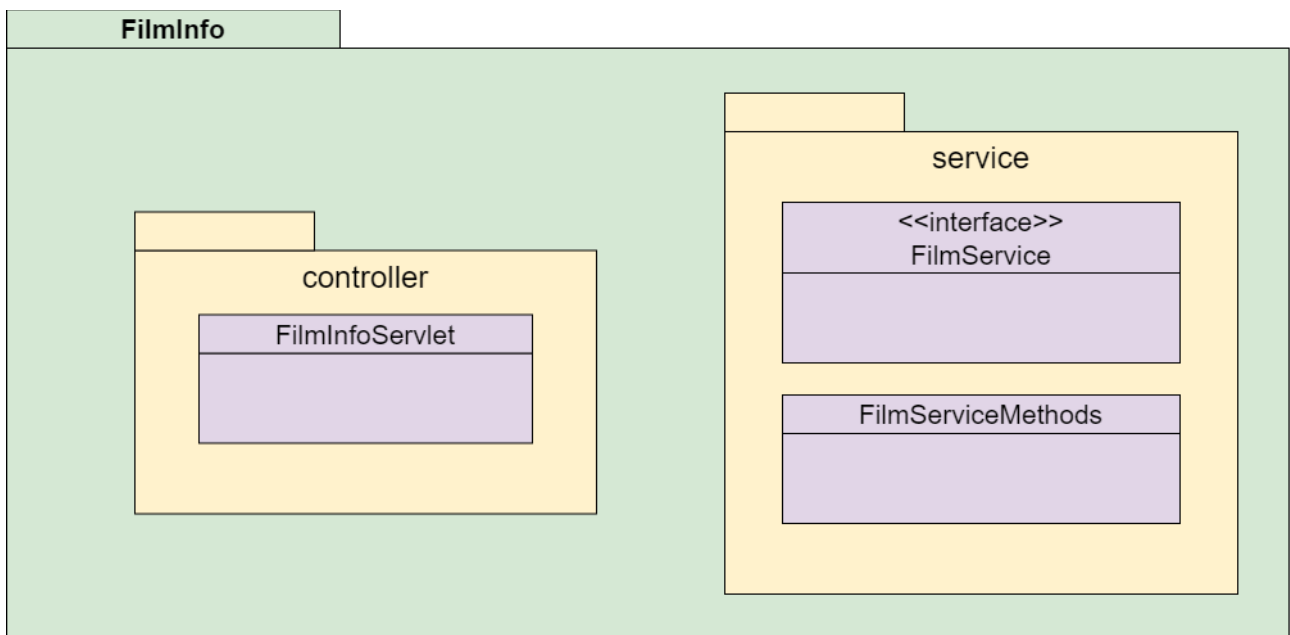 FilmInfo
controller
FilmInfoServlet
service
<<interface>>
FilmService
FilmServiceMethods